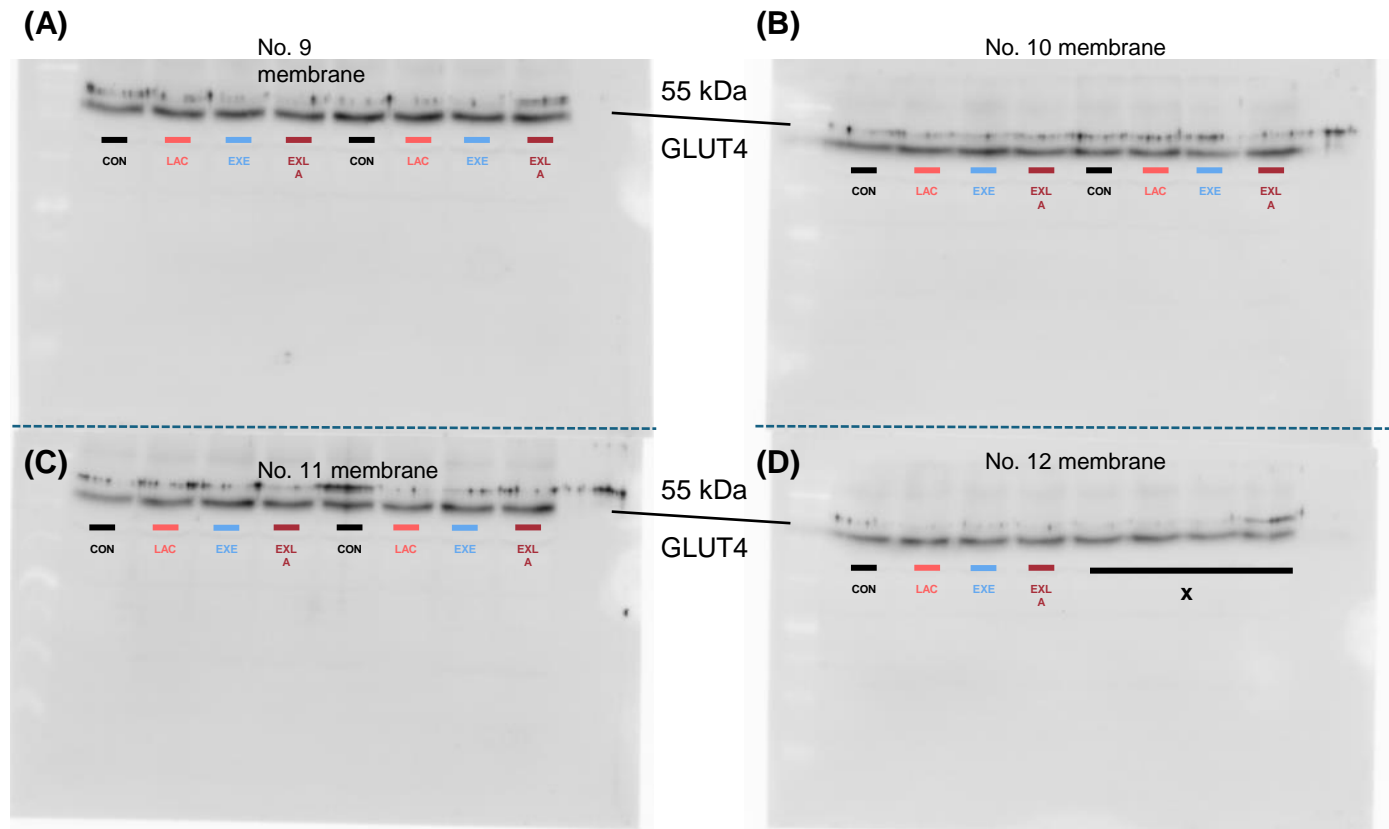 (A)
No. 9
membrane
(B)
No. 10 membrane
55 kDa
GLUT4
CON LAC EXE EXL CON LAC EXE EXL
A A
CON LAC EXE EXL CON LAC EXE EXL
A A
(C)
No. 11 membrane
(D)
No. 12 membrane
55 kDa
GLUT4
CON LAC EXE EXL CON LAC EXE EXL
A A
CON LAC EXE EXL x
A